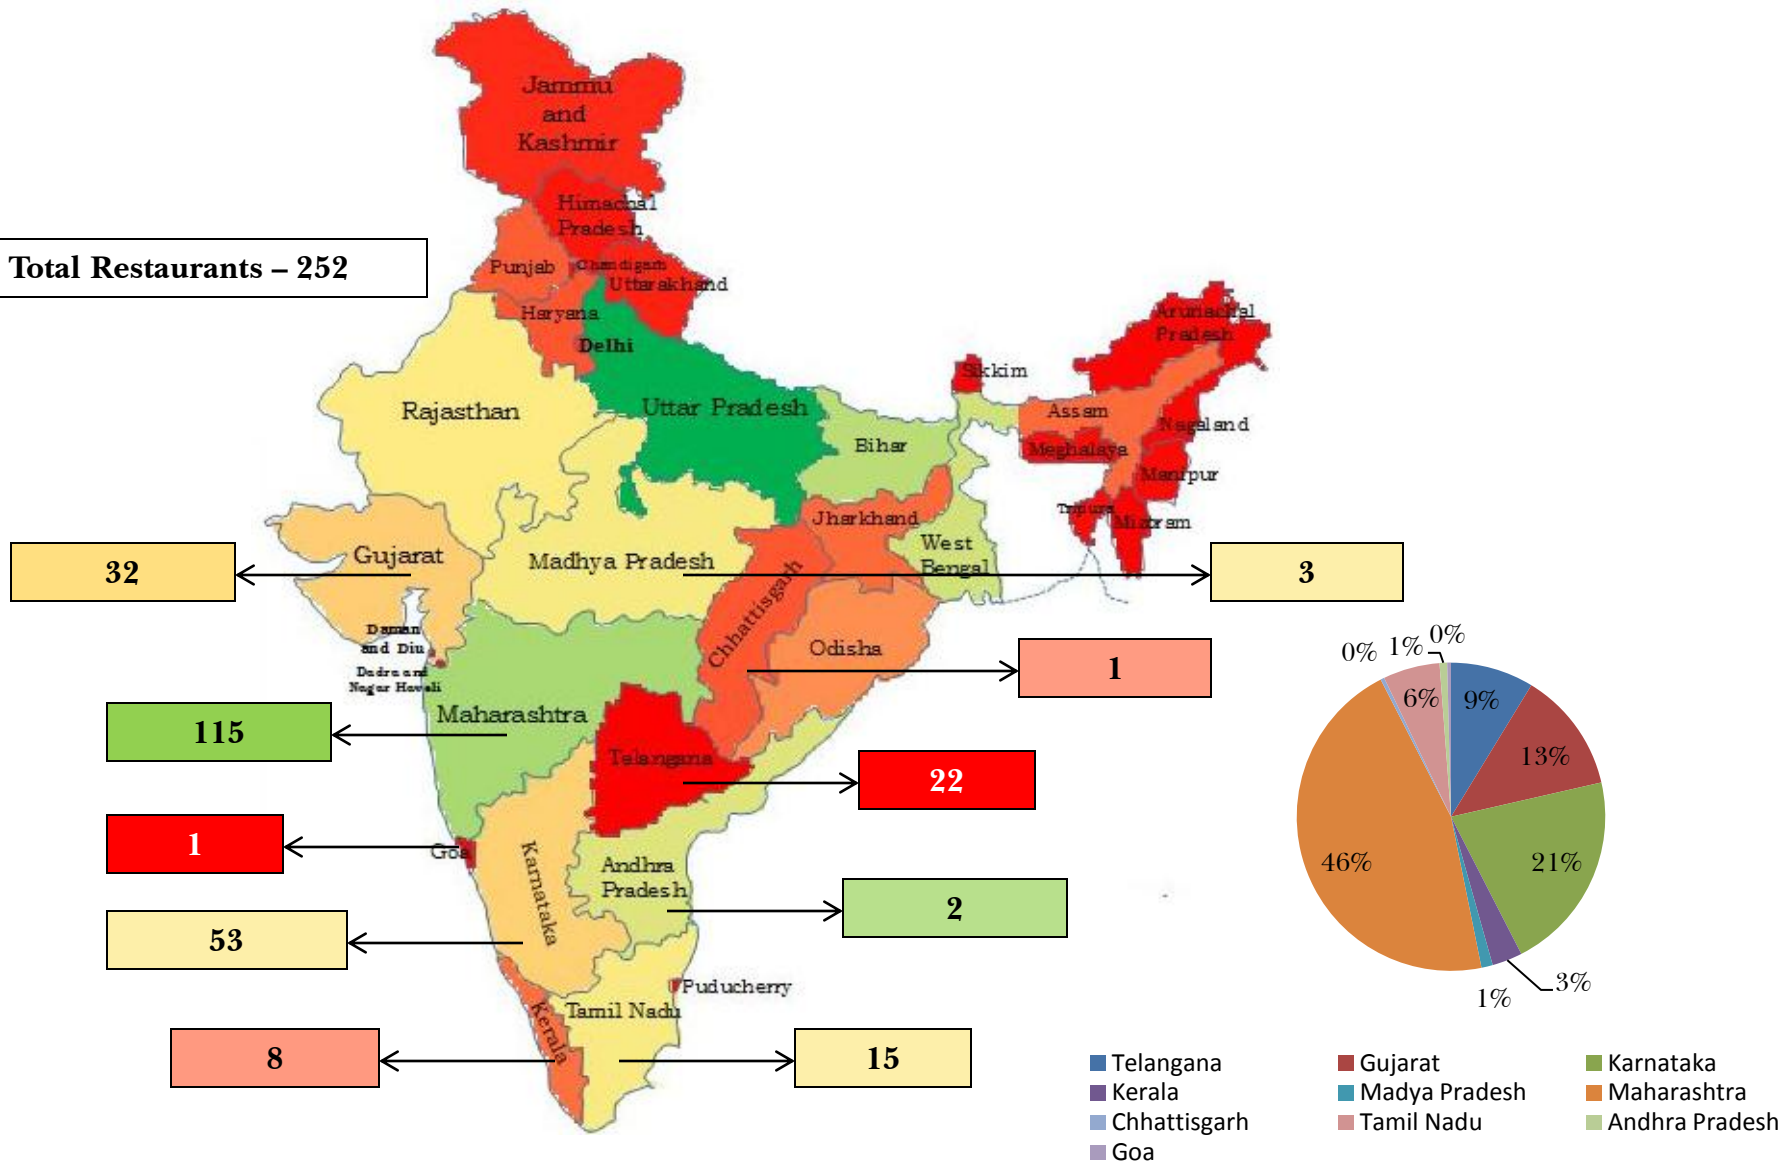 Jammu
and
Kashmir
Himachal
Pradesh
Total Restaurants – 252
Punjab
Chandigarh
Uttarakhand
Haryana
Delhi
Arunachal
Pradesh
Sikkim
Rajasthan
Uttar Pradesh
Assam
Nagaland
Bihar
Meghalaya
Manipur
Tripura
Mizoram
Jharkhand
West
Bengal
Gujarat
Madhya Pradesh
32
3
Chhattisgarh
Daman
and Diu
Dadra and
Nagar Haveli
Odisha
1
Maharashtra
115
Telangana
22
1
Goa
Karnataka
Andhra
Pradesh
2
53
Puducherry
Tamil Nadu
Kerala
8
15
0%
1%
0%
6%
9%
13%
46%
21%
3%
1%
Telangana
Gujarat
Karnataka
Kerala
Madya Pradesh
Maharashtra
Chhattisgarh
Tamil Nadu
Andhra Pradesh
Goa